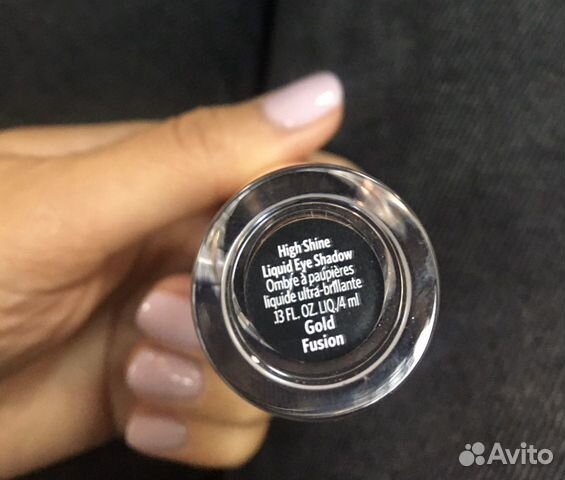 High Shine
Liquid Eye Shadow
Ombre à paupières
liquide ultra-brillante
.13 FL. OZ. LIQ./4 ml
Gold
Fusion
Avito